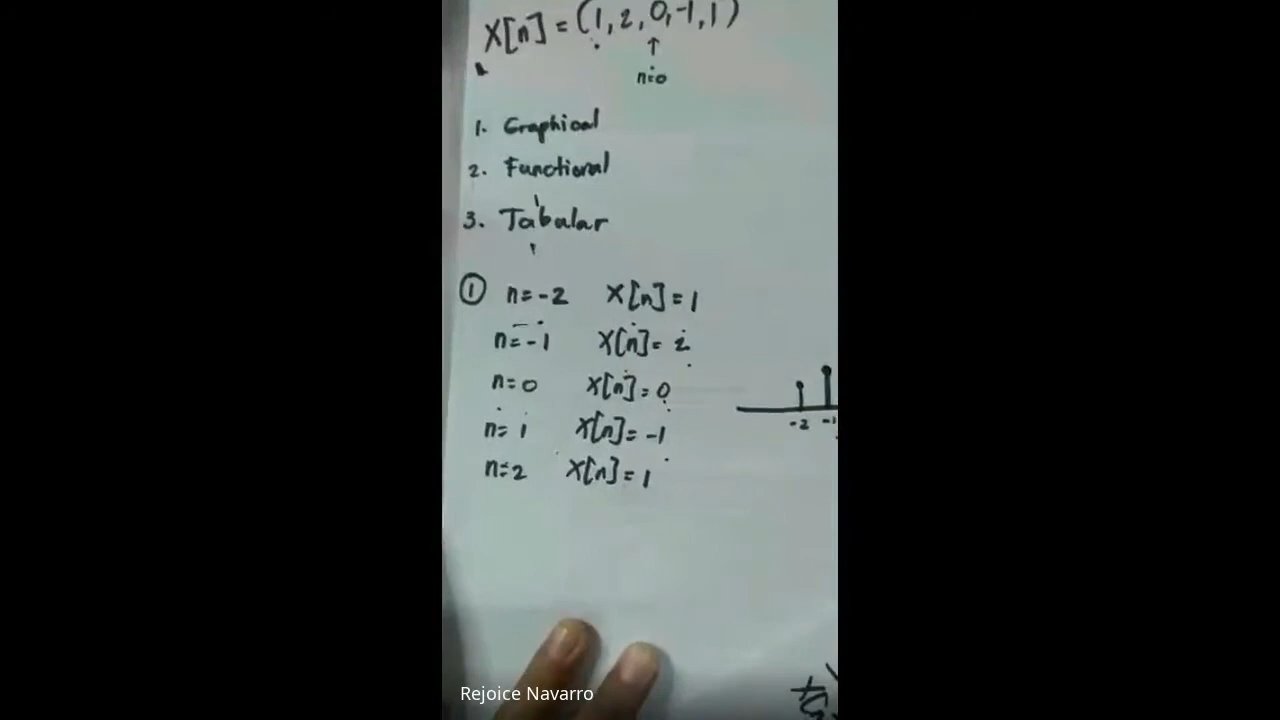 X[n] = (1, 2, 0, -1, 1)
↑
n=0
1. Graphical
2. Functional
3. Tabular
① n=-2 X[n]=1
n=-1 X[n]=2
n=0 X[n]=0
n=1 X[n]=-1
n=2 X[n]=1
-2 -1
Rejoice Navarro